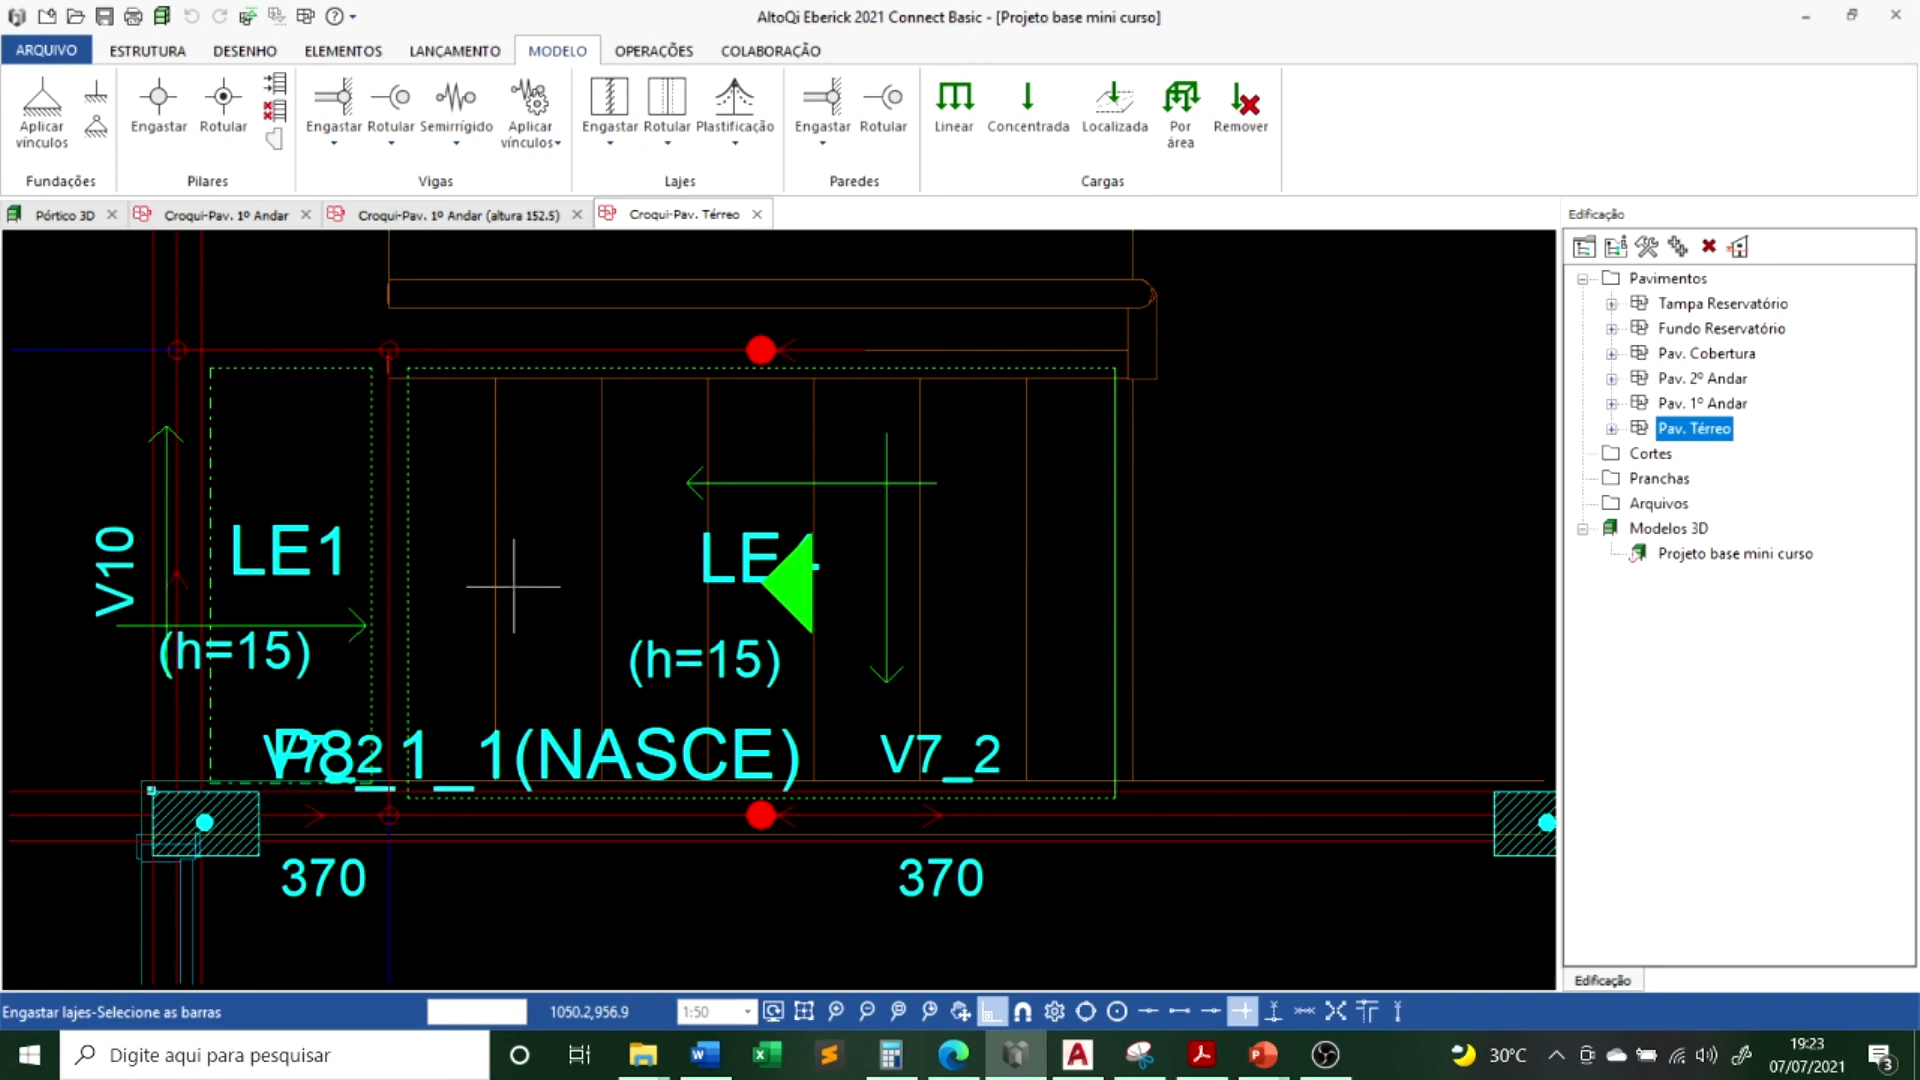 AltoQi Eberick 2021 Connect Basic - [Projeto base mini curso]
ARQUIVO ESTRUTURA DESENHO ELEMENTOS LANÇAMENTO MODELO OPERAÇÕES COLABORAÇÃO
Aplicar vínculos Engastar Rotular Engastar Rotular Semirrígido Aplicar vínculos Engastar Rotular Plastificação Engastar Rotular Linear Concentrada Localizada Por área Remover
Fundações Pilares Vigas Lajes Paredes Cargas
Pórtico 3D Croqui-Pav. 1º Andar Croqui-Pav. 1º Andar (altura 152.5) Croqui-Pav. Térreo
Edificação
Pavimentos
Tampa Reservatório
Fundo Reservatório
Pav. Cobertura
Pav. 2º Andar
Pav. 1º Andar
Pav. Térreo
Cortes
Pranchas
Arquivos
Modelos 3D
Projeto base mini curso
Edificação
V10
LE1
(h=15)
(h=15)
P8_1_1(NASCE)
V7_2
370
370
Engastar lajes-Selecione as barras 1050.2,956.9 1:50
Digite aqui para pesquisar
30°C
19:23
07/07/2021
3